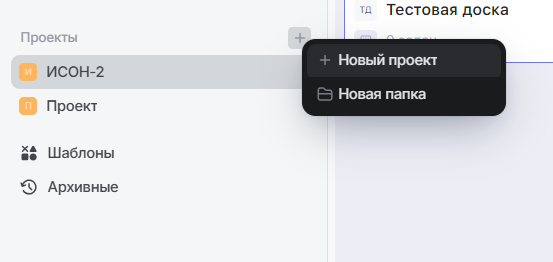 ТД Тестовая доска
Проекты
Новый проект
И ИСОН-2
Новая папка
П Проект
Шаблоны
Архивные